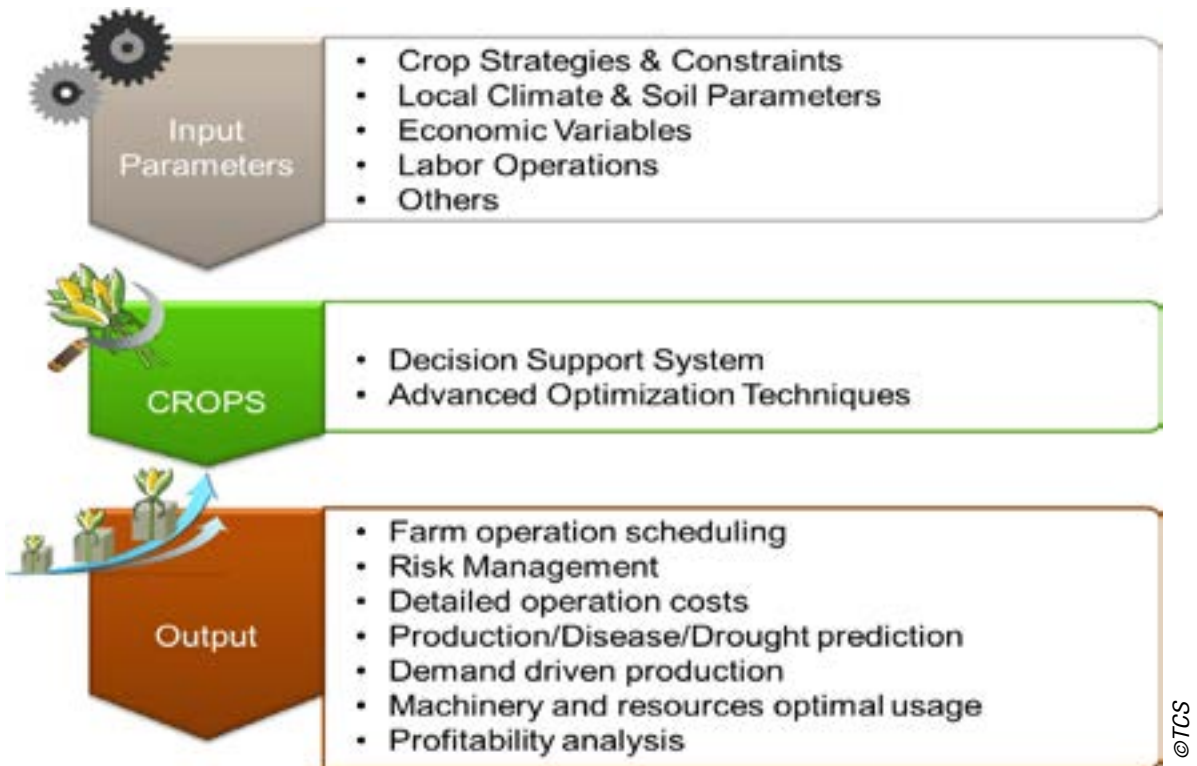 Input
Parameters
• Crop Strategies & Constraints
• Local Climate & Soil Parameters
• Economic Variables
• Labor Operations
• Others
CROPS
• Decision Support System
• Advanced Optimization Techniques
Output
• Farm operation scheduling
• Risk Management
• Detailed operation costs
• Production/Disease/Drought prediction
• Demand driven production
• Machinery and resources optimal usage
• Profitability analysis
©TCS